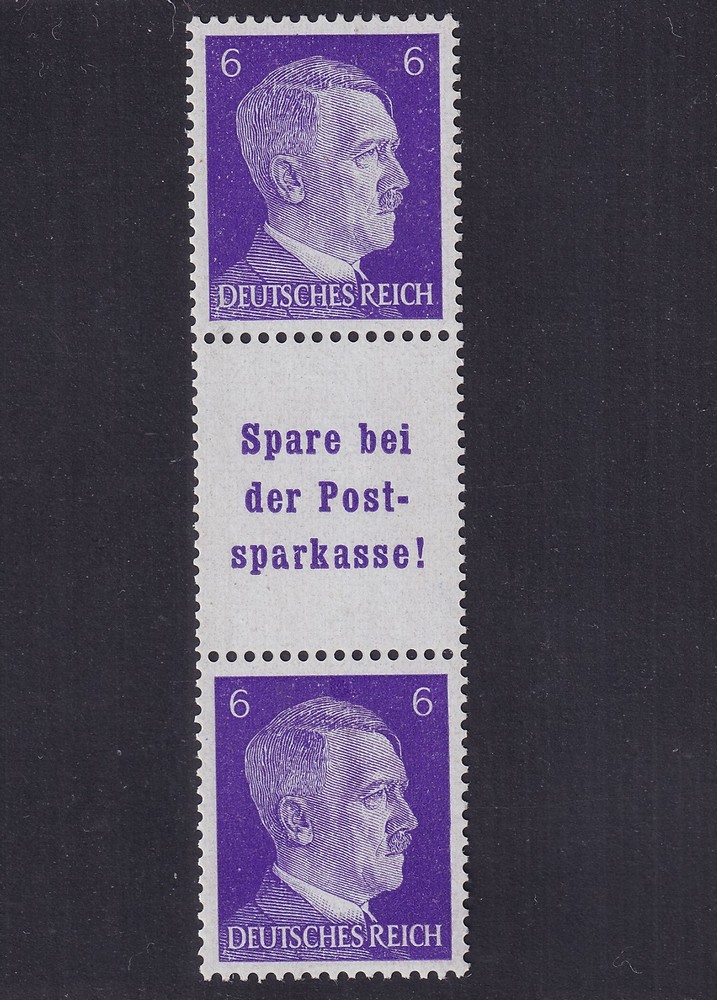 6 6
DEUTSCHES REICH
Spare bei
der Post-
sparkasse!
6 6
DEUTSCHES REICH